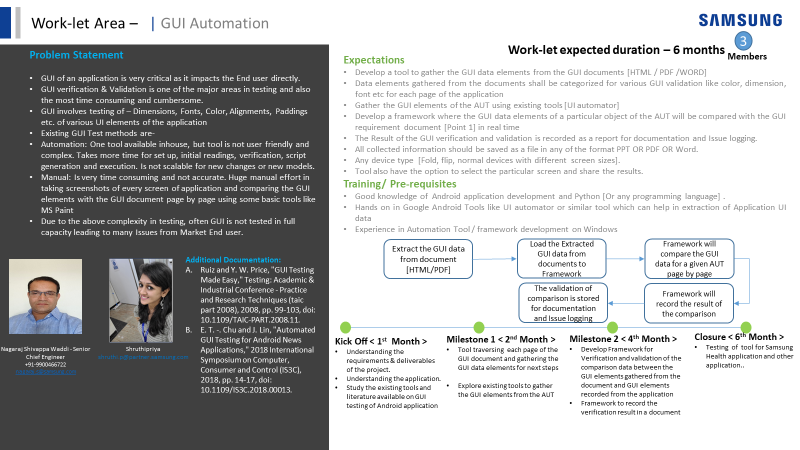 Work-let Area – | GUI Automation
SAMSUNG
Work-let expected duration – 6 months
3
Members
Problem Statement
• GUI of an application is very critical as it impacts the End user directly.
• GUI verification & Validation is one of the major areas in testing and also
the most time consuming and cumbersome.
• GUI involves testing of – Dimensions, Fonts, Color, Alignments, Paddings
etc. of various UI elements of the application
• Existing GUI Test methods are-
• Automation: One tool available inhouse, but tool is not user friendly and
complex. Takes more time for set up, initial readings, verification, script
generation and execution. Is not scalable for new changes or new models.
• Manual: Is very time consuming and not accurate. Huge manual effort in
taking screenshots of every screen of application and comparing the GUI
elements with the GUI document page by page using some basic tools like
MS Paint
• Due to the above complexity in testing, often GUI is not tested in full
capacity leading to many Issues from Market End user.
Nagaraj Shivappa Waddi -Senior
Chief Engineer
+91-9900466722
Shruthipriya
Additional Documentation:
A. Ruiz and Y. W. Price, "GUI Testing
Made Easy," Testing: Academic &
Industrial Conference - Practice
and Research Techniques (taic
part 2008), 2008, pp. 99-103, doi:
10.1109/TAIC-PART.2008.11.
B. E. T. -. Chu and J. Lin, "Automated
GUI Testing for Android News
Applications," 2018 International
Symposium on Computer,
Consumer and Control (IS3C),
2018, pp. 14-17, doi:
10.1109/IS3C.2018.00013.
Expectations
• Develop a tool to gather the GUI data elements from the GUI documents [HTML / PDF /WORD]
• Data elements gathered from the documents shall be categorized for various GUI validation like color, dimension,
font etc for each page of the application
• Gather the GUI elements of the AUT using existing tools [UI automator]
• Develop a framework where the GUI data elements of a particular object of the AUT will be compared with the GUI
requirement document [Point 1] in real time
• The Result of the GUI verification and validation is recorded as a report for documentation and Issue logging.
• All collected information should be saved as a file in any of the format PPT OR PDF OR Word.
• Any device type [Fold, flip, normal devices with different screen sizes].
• Tool also have the option to select the particular screen and share the results.
Training/ Pre-requisites
• Good knowledge of Android application development and Python [Or any programming language] .
• Hands on in Google Android Tools like UI automator or similar tool which can help in extraction of Application UI
data
• Experience in Automation Tool / framework development on Windows
Extract the GUI data
from document
[HTML/PDF]
Load the Extracted
GUI data from
documents to
Framework
Framework will
compare the GUI
data for a given AUT
page by page
The validation of
comparison is stored
for documentation
and issue logging
Framework will
record the result of
the comparison
Kick Off < 1st Month >
• Understanding the
requirements & deliverables
of the project.
• Understanding the application.
• Study the existing tools and
literature available on GUI
testing of Android application
Milestone 1 < 2nd Month >
• Tool traversing each page of the
GUI document and gathering the
GUI data elements for next steps
• Explore existing tools to gather
the GUI elements from the AUT
Milestone 2 < 4th Month >
• Develop Framework for
Verification and validation of the
comparison data between the
GUI elements gathered from the
document and GUI elements
recorded from the application
• Framework to record the
verification result in a document
Closure < 6th Month >
• Testing of tool for Samsung
Health application and other
application..